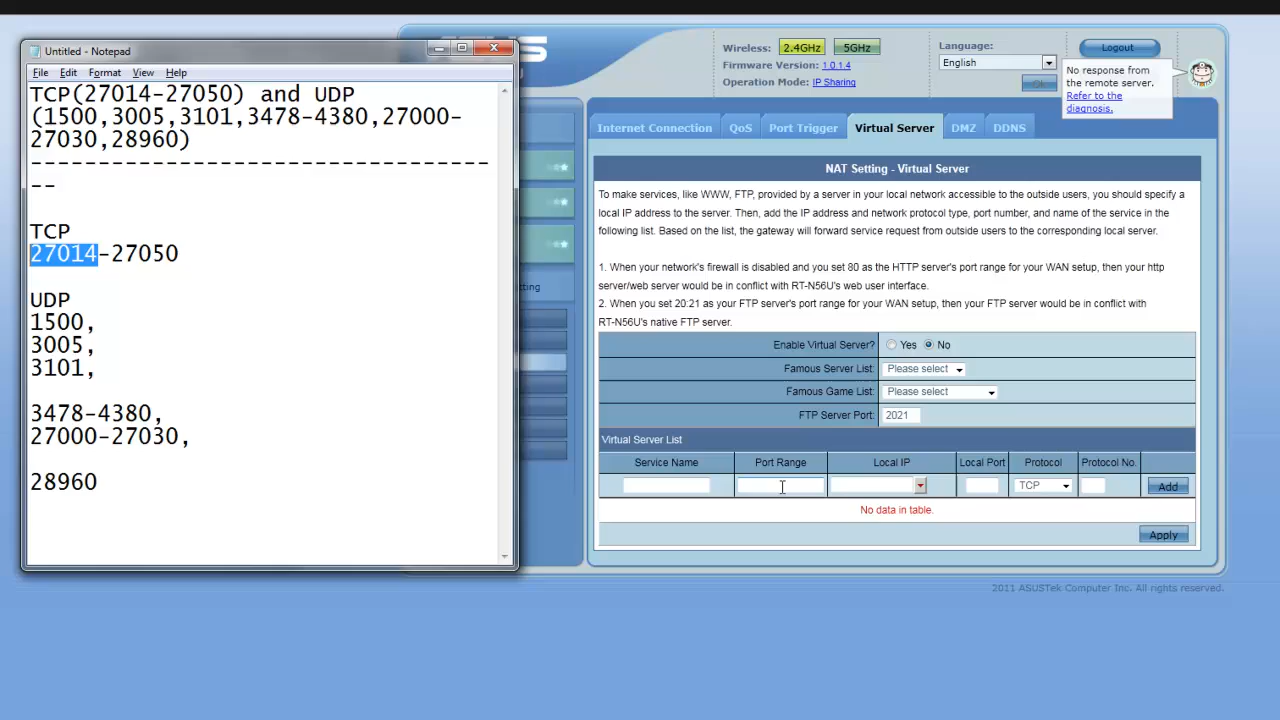 Untitled - Notepad
File Edit Format View Help
TCP(27014-27050) and UDP
(1500,3005,3101,3478-4380,27000-
27030,28960)
----------------------------------
--
TCP
27014-27050
UDP
1500,
3005,
3101,
3478-4380,
27000-27030,
28960
Wireless: 2.4GHz 5GHz
Firmware Version: 1.0.1.4
Operation Mode: IP Sharing
Language:
English
Logout
No response from
the remote server.
Refer to the
diagnosis.
Internet Connection QoS Port Trigger Virtual Server DMZ DDNS
NAT Setting - Virtual Server
To make services, like WWW, FTP, provided by a server in your local network accessible to the outside users, you should specify a
local IP address to the server. Then, add the IP address and network protocol type, port number, and name of the service in the
following list. Based on the list, the gateway will forward service request from outside users to the corresponding local server.
1. When your network's firewall is disabled and you set 80 as the HTTP server's port range for your WAN setup, then your http
server/web server would be in conflict with RT-N56U's web user interface.
2. When you set 20:21 as your FTP server's port range for your WAN setup, then your FTP server would be in conflict with
RT-N56U's native FTP server.
Enable Virtual Server? Yes No
Famous Server List: Please select
Famous Game List: Please select
FTP Server Port: 2021
Virtual Server List
Service Name Port Range Local IP Local Port Protocol Protocol No.
TCP Add
No data in table.
Apply
2011 ASUSTek Computer Inc. All rights reserved.